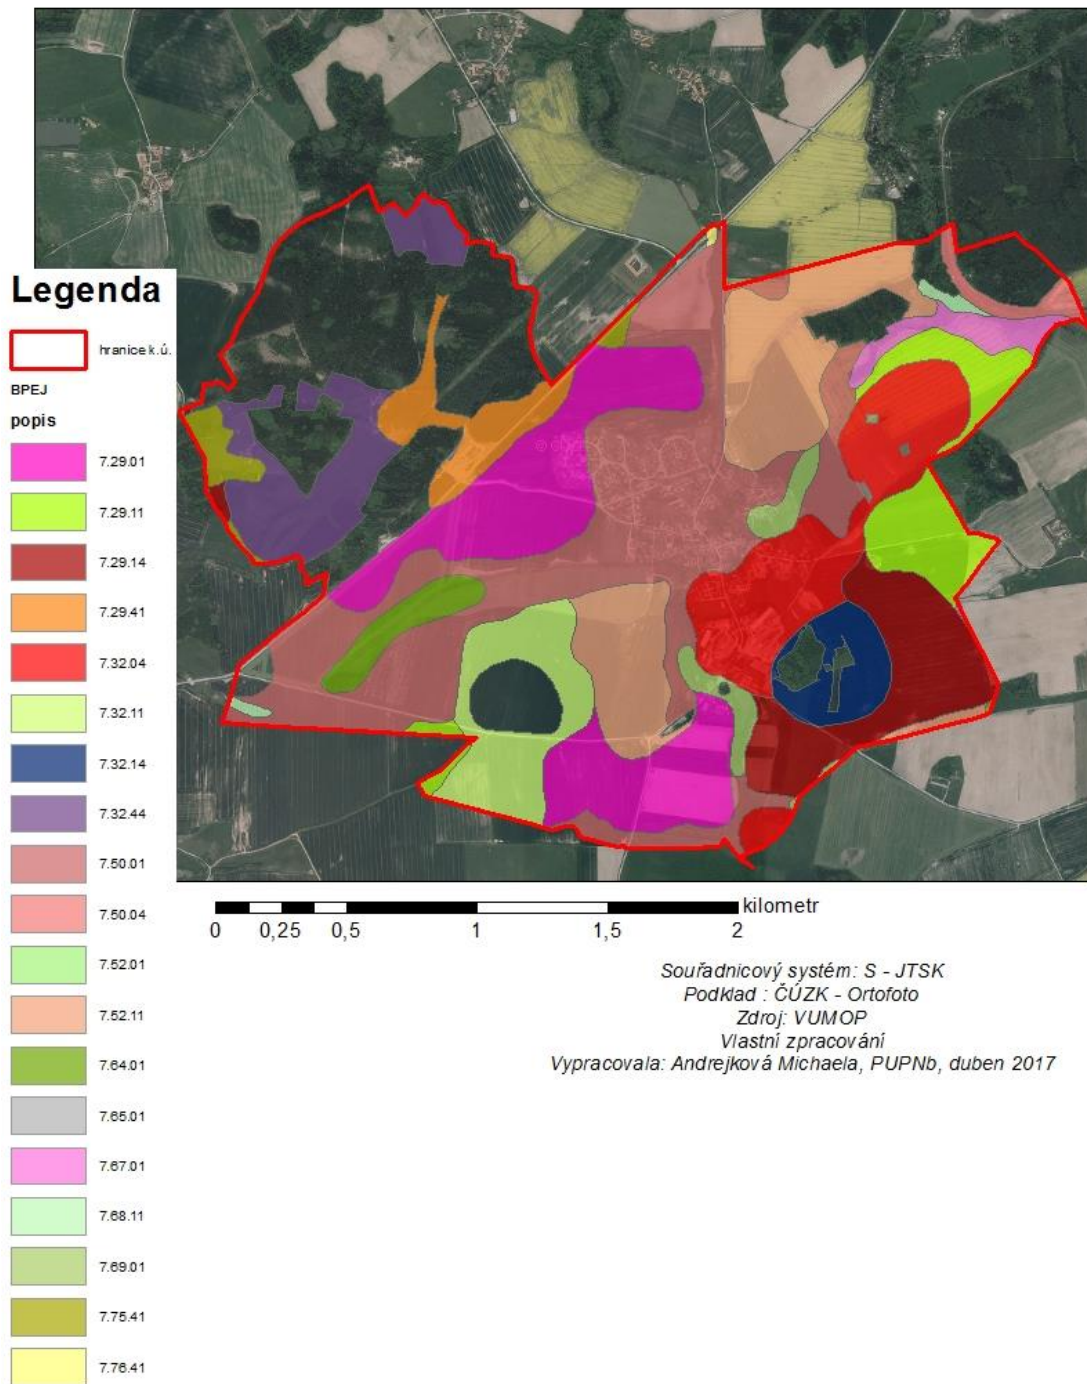 Legenda
hranice k.ú.
BPEJ
popis
7.29.01
7.29.11
7.29.14
7.29.41
7.32.04
7.32.11
7.32.14
7.32.44
7.50.01
7.50.04
7.52.01
7.52.11
7.64.01
7.65.01
7.67.01
7.68.11
7.69.01
7.75.41
7.76.41
kilometr
0 0,25 0,5 1 1,5 2
Souřadnicový systém: S - JTSK
Podklad : ČÚZK - Ortofoto
Zdroj: VUMOP
Vlastní zpracování
Vypracovala: Andrejková Michaela, PUPNb, duben 2017